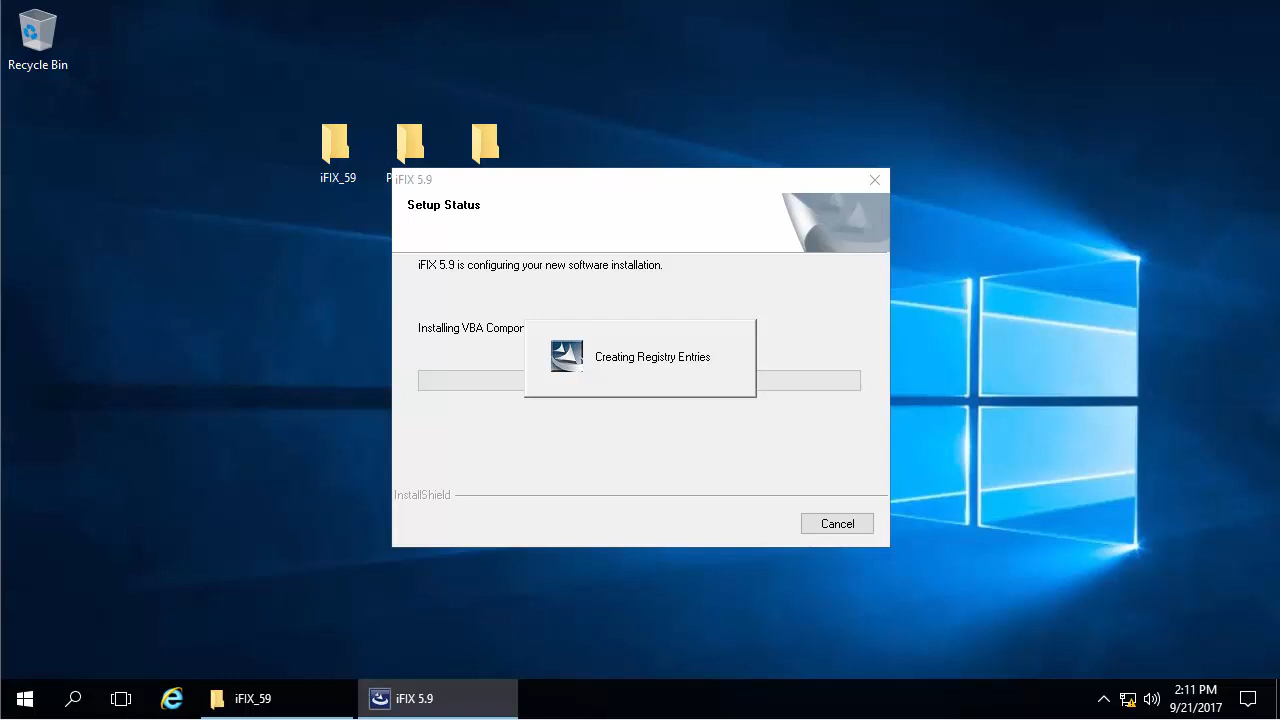 Recycle Bin
iFIX_59
iFIX 5.9
Setup Status
iFIX 5.9 is configuring your new software installation.
Installing VBA
Creating Registry Entries
InstallShield
Cancel
iFIX_59
iFIX 5.9
2:11 PM
9/21/2017